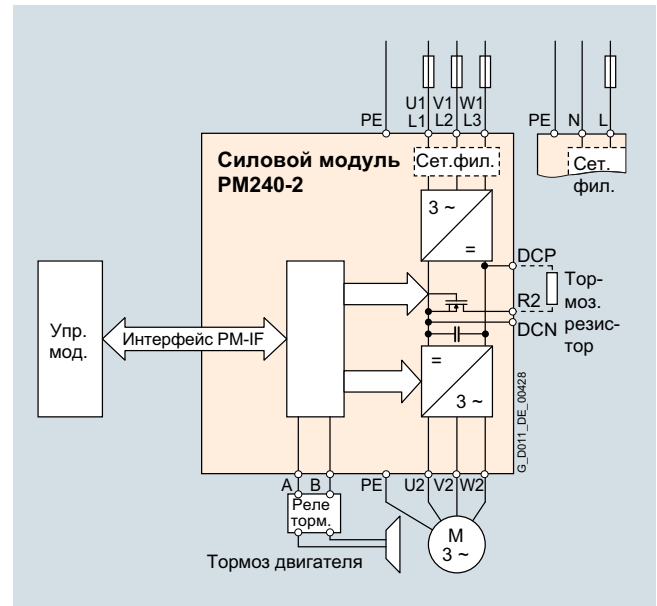 U1 V1 W1
PE L1 L2 L3
PE N L
Силовой модуль
PM240-2
Сет.фил.
Сет.
фил.
3 ~
=
DCP
R2
DCN
Тор-
моз.
резис-
тор
Упр.
мод.
Интерфейс PM-IF
=
3 ~
G_D011_DE_00428
A B PE U2 V2 W2
Реле
торм.
M
3 ~
Тормоз двигателя